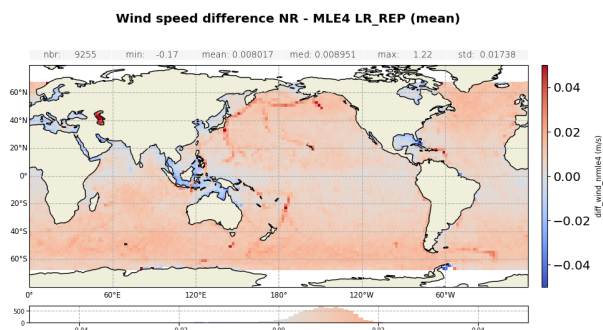 Wind speed difference NR - MLE4 LR_REP (mean)
nbr: 9255 min: -0.17 mean: 0.008017 med: 0.008951 max: 1.22 std: 0.01738
60°N
40°N
20°N
0°
20°S
40°S
60°S
0° 60°E 120°E 180° 120°W 60°W
0.04
0.02
0.00
−0.02
−0.04
diff_wind_nrmle4 (m/s)
500
0